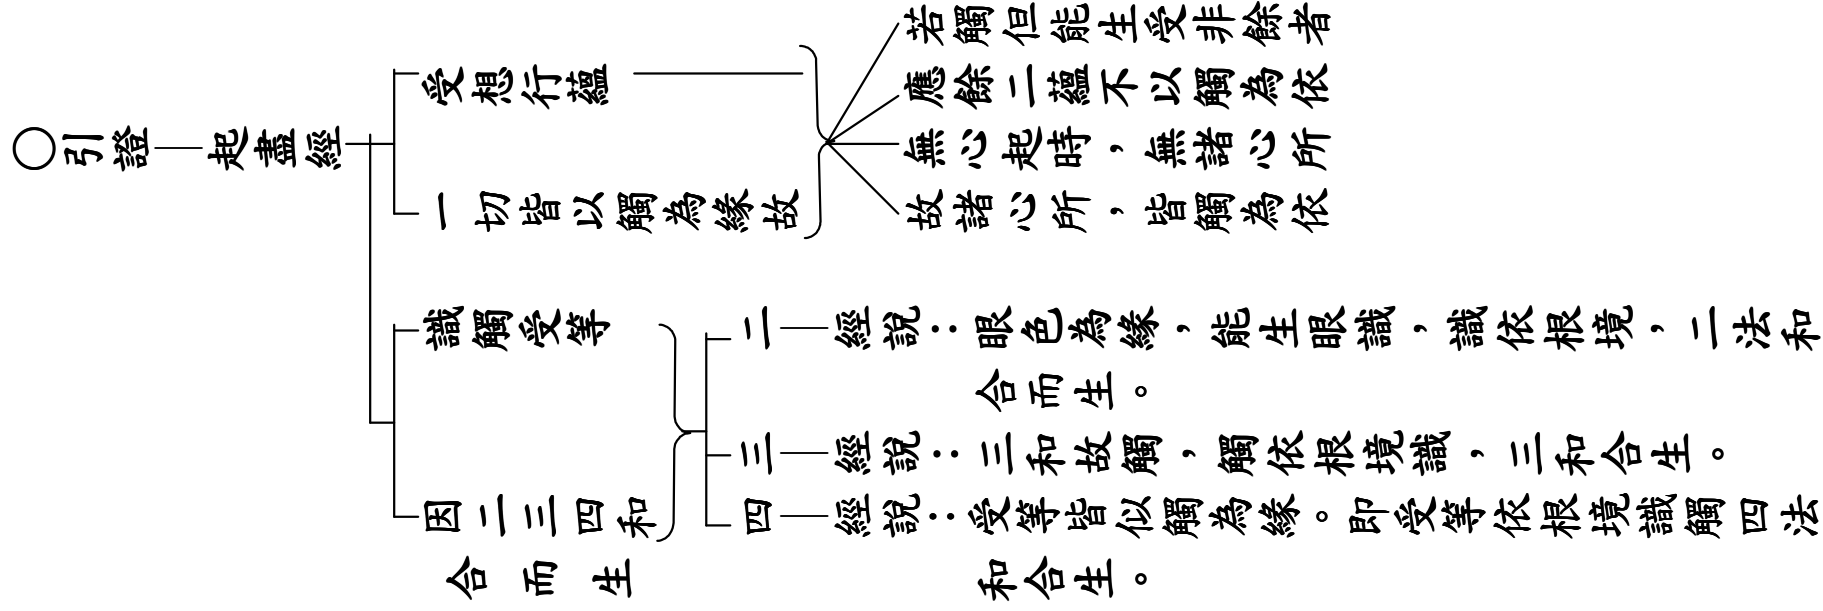 ○引證
起盡經
受想行蘊
一切皆以觸為緣故
若觸但能生受非餘者
應餘二蘊不以觸為依
無心起時，無諸心所
故諸心所，皆觸為依
識觸受等
因二三四和
合而生
二
經說：眼色為緣，能生眼識，識依根境，二法和
合而生。
三
經說：三和故觸，觸依根境識，三和合生。
四
經說：受等皆似觸為緣。即受等依根境識觸四法
和合生。